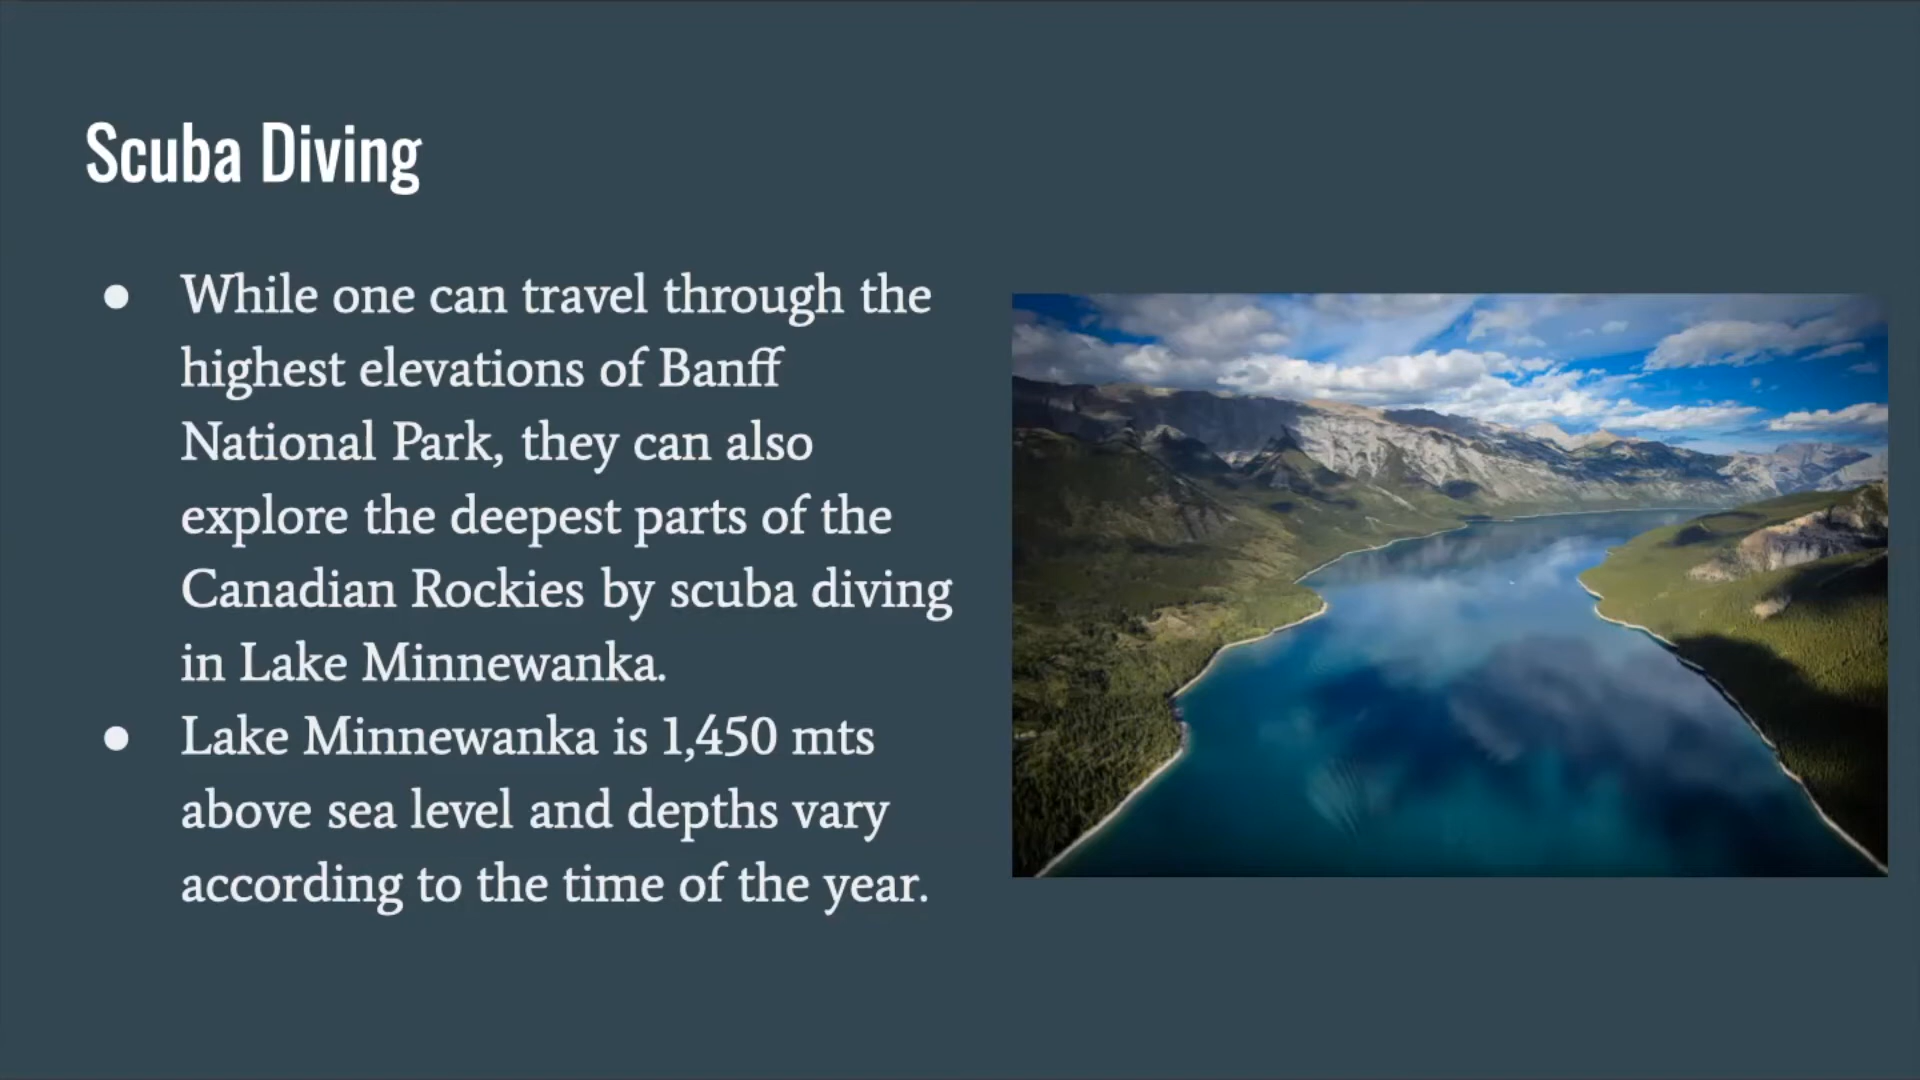 Scuba Diving
● While one can travel through the
highest elevations of Banff
National Park, they can also
explore the deepest parts of the
Canadian Rockies by scuba diving
in Lake Minnewanka.
● Lake Minnewanka is 1,450 mts
above sea level and depths vary
according to the time of the year.